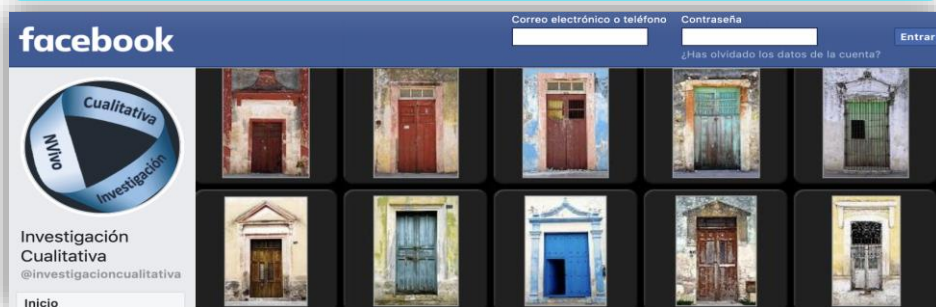 Correo electrónico o teléfono
Contraseña
facebook
Entrar
¿Has olvidado los datos de la cuenta?
Cualitativa
NVivo
Investigación
Investigación
Cualitativa
@investigacioncualitativa
Inicio